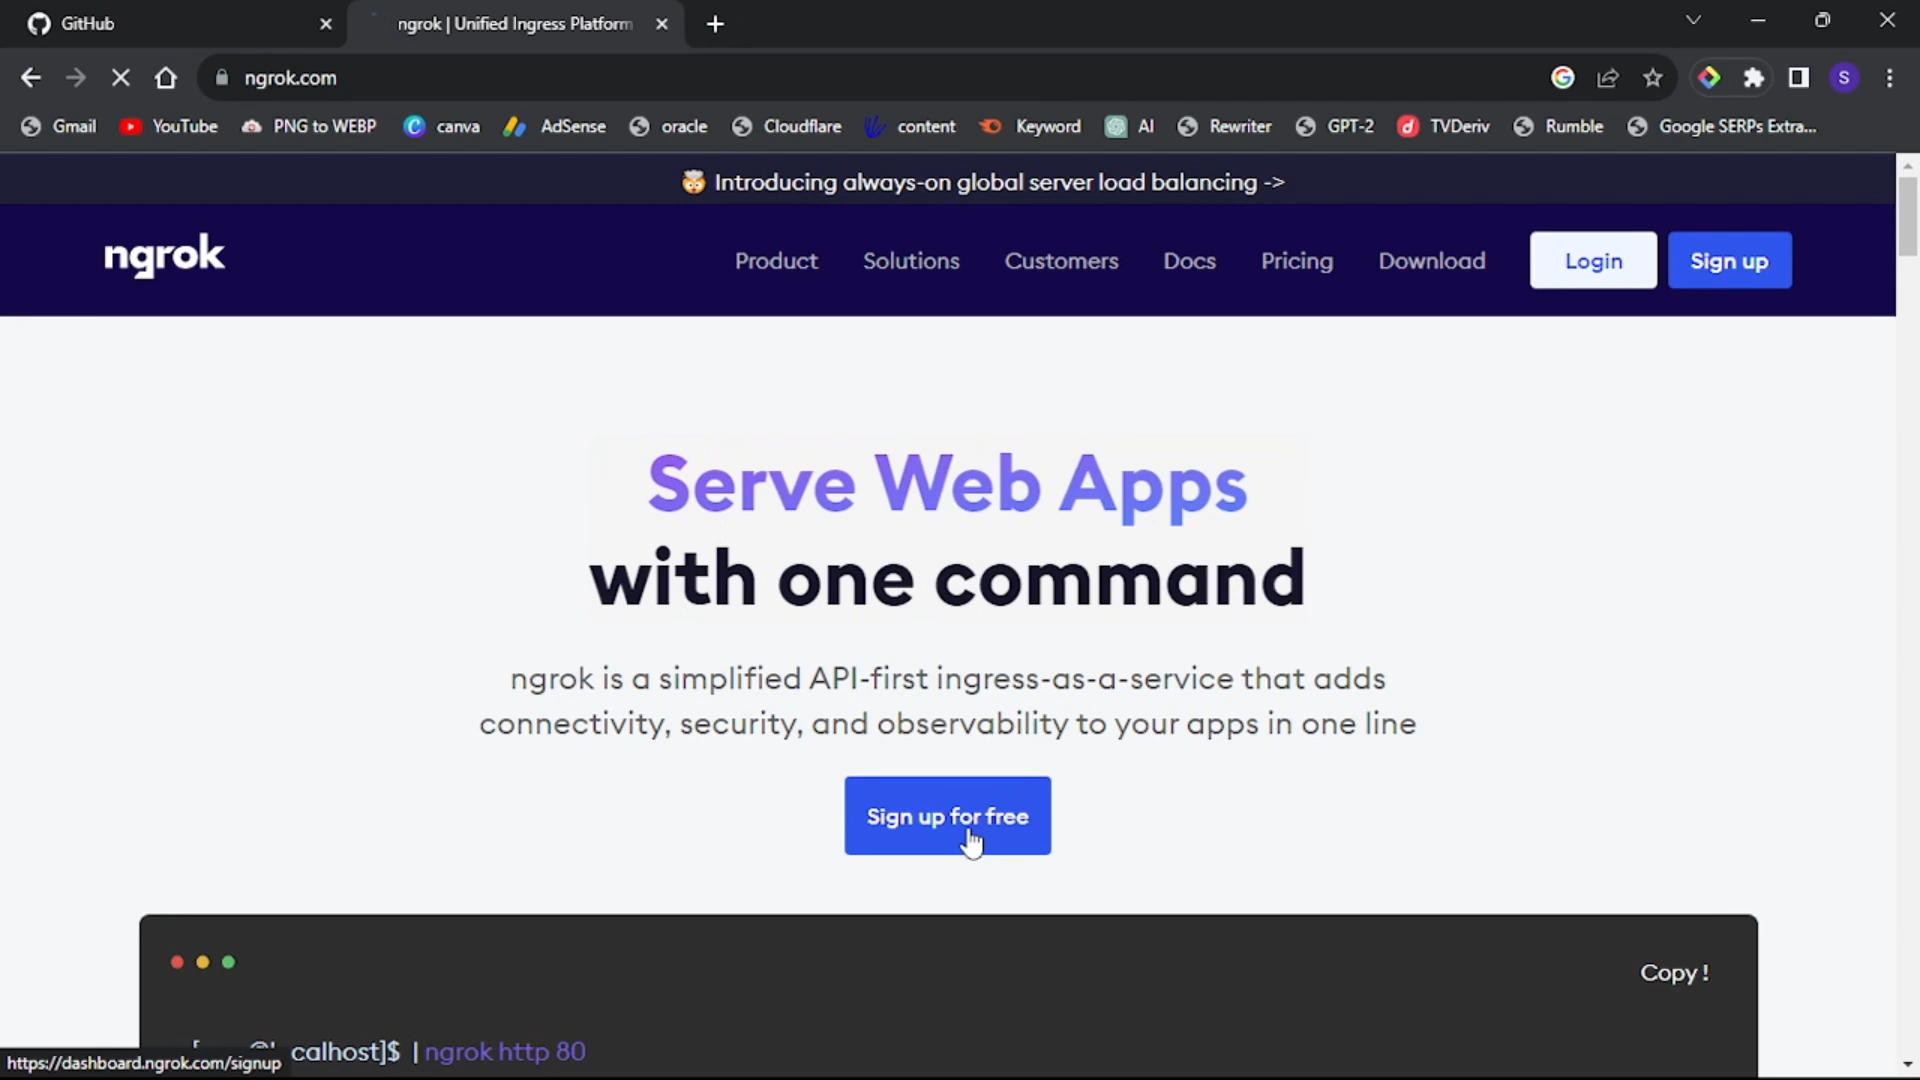 GitHub
ngrok | Unified Ingress Platform
ngrok.com
S
Gmail YouTube PNG to WEBP canva AdSense oracle Cloudflare content Keyword AI Rewriter GPT-2 TVDeriv Rumble Google SERPs Extra...
Introducing always-on global server load balancing ->
ngrok Product Solutions Customers Docs Pricing Download Login Sign up
Serve Web Apps
with one command
ngrok is a simplified API-first ingress-as-a-service that adds
connectivity, security, and observability to your apps in one line
Sign up for free
Copy!
calhost]$ | ngrok http 80
https://dashboard.ngrok.com/signup